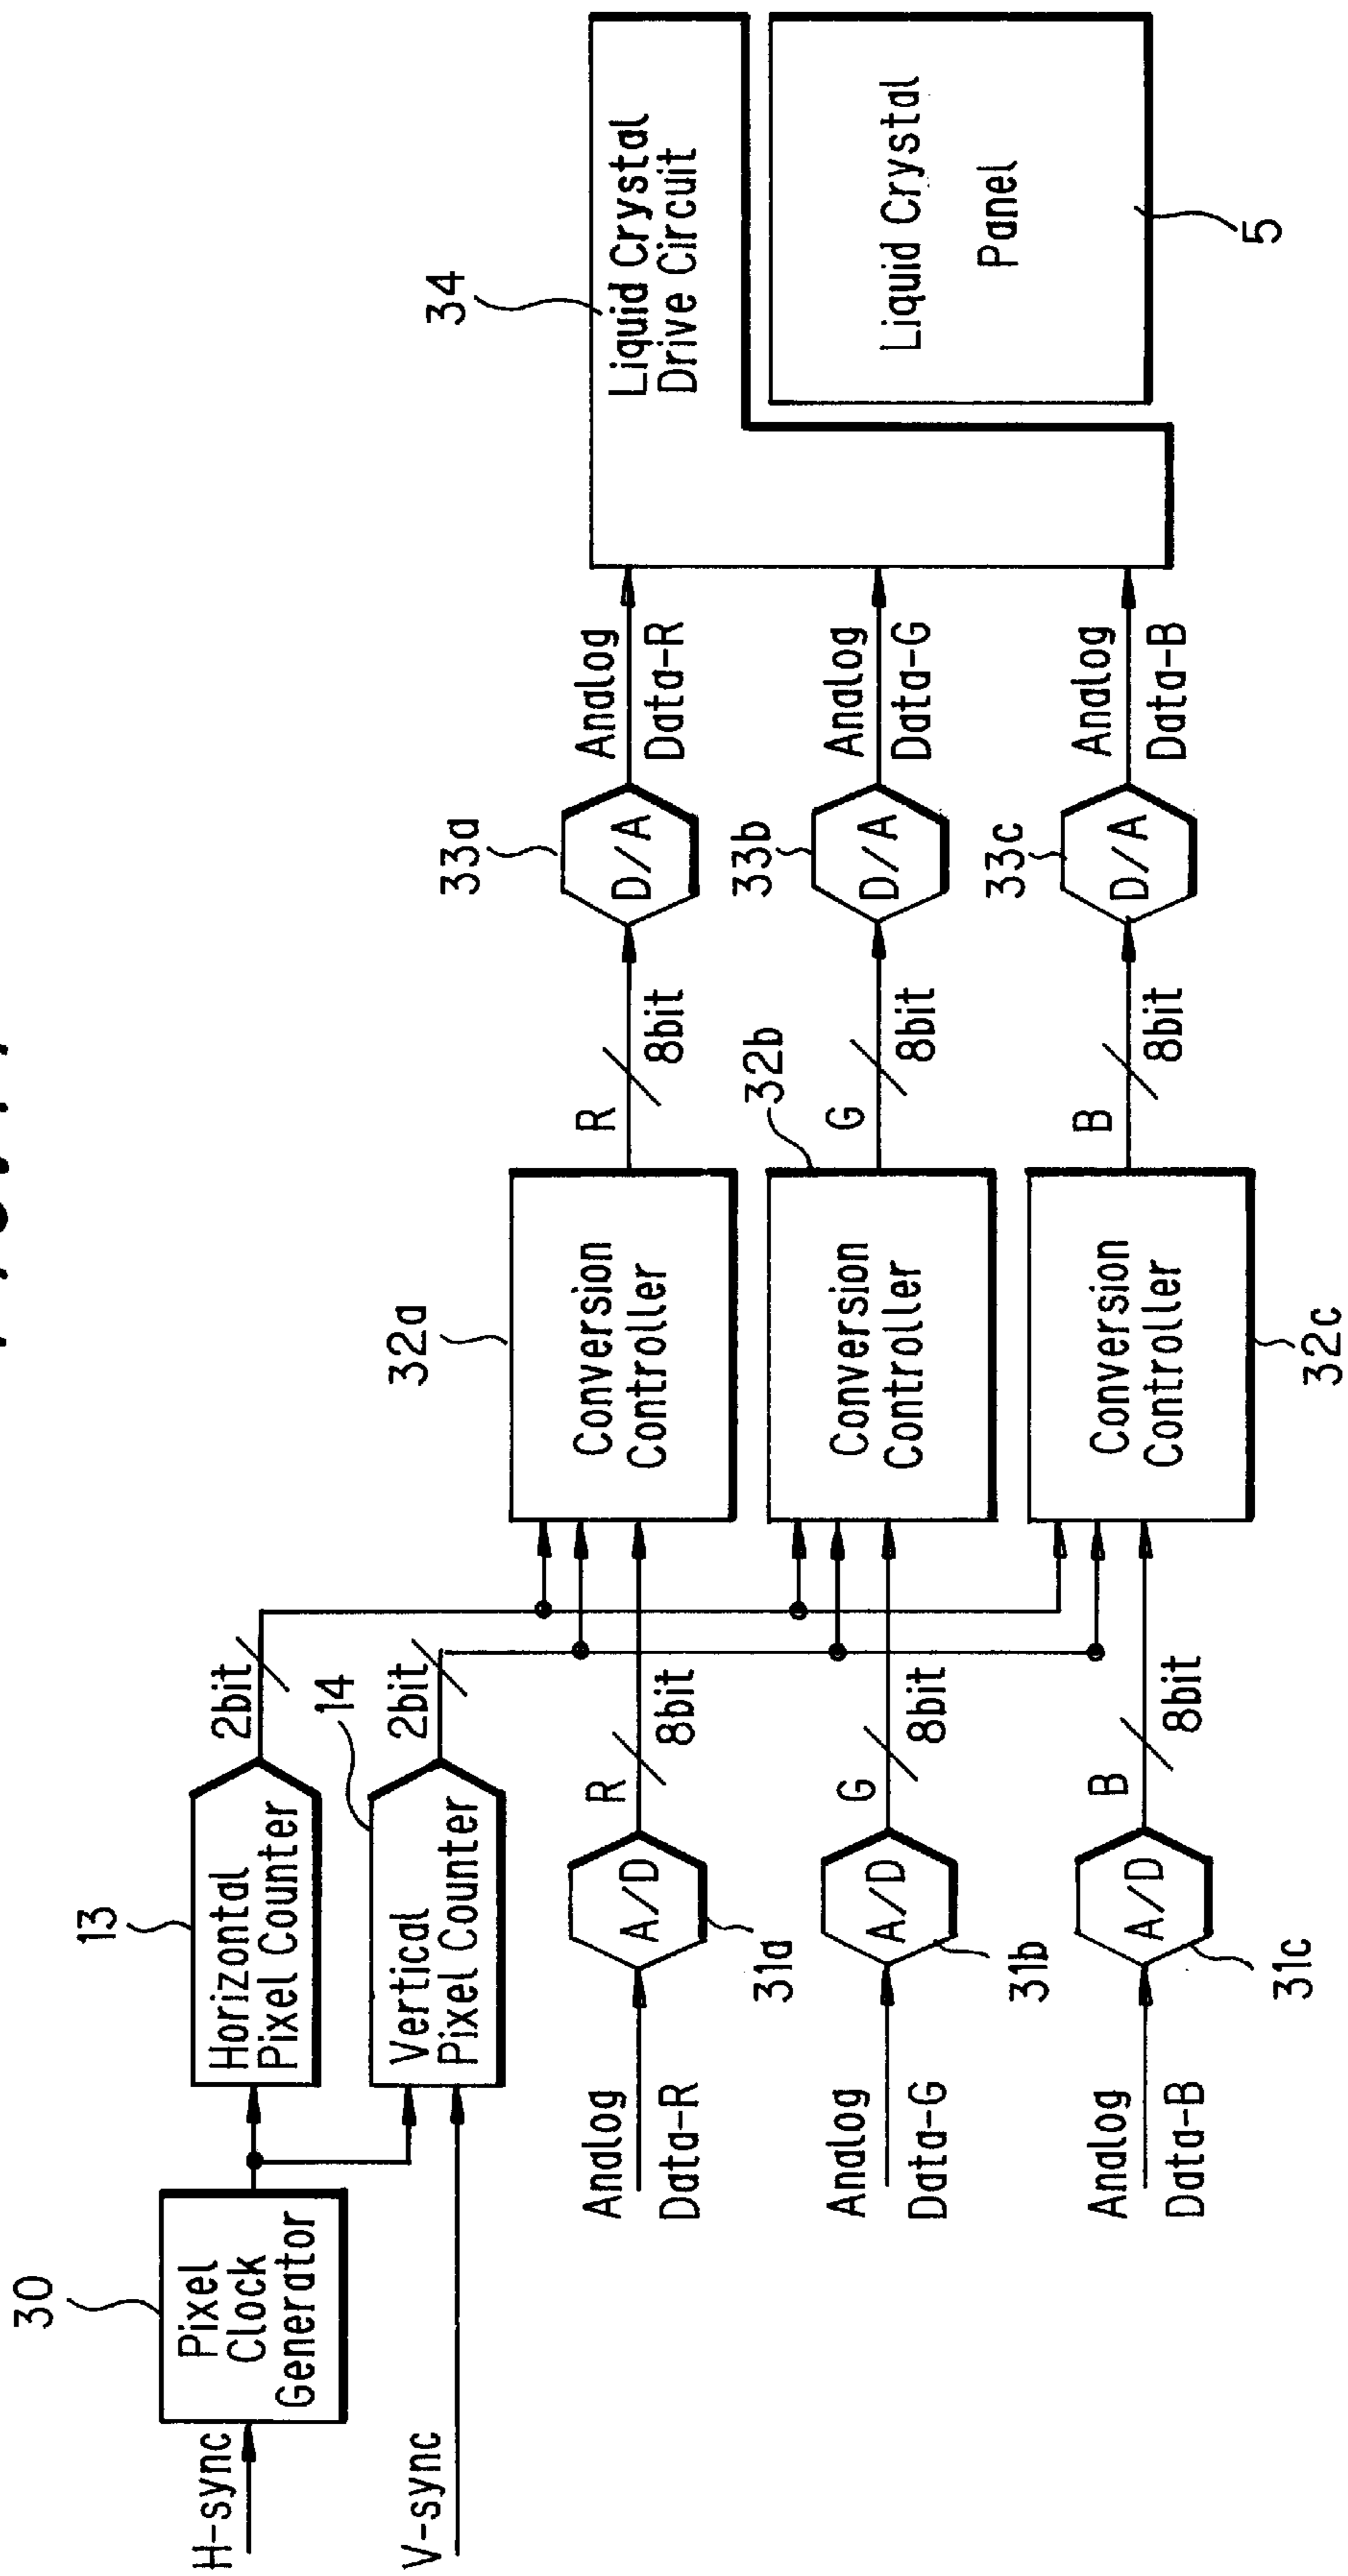 H-sync
V-sync
30
Pixel
Clock
Generator
13
Horizontal
Pixel Counter
2bit
14
Vertical
Pixel Counter
2bit
Analog
Data-R
A/D
31a
R
8bit
Analog
Data-G
A/D
31b
G
8bit
Analog
Data-B
A/D
31c
B
8bit
32a
Conversion
Controller
32b
Conversion
Controller
32c
Conversion
Controller
R
8bit
G
8bit
B
8bit
33a
D/A
33b
D/A
33c
D/A
Analog
Data-R
Analog
Data-G
Analog
Data-B
34
Liquid Crystal
Drive Circuit
Liquid Crystal
Panel
5